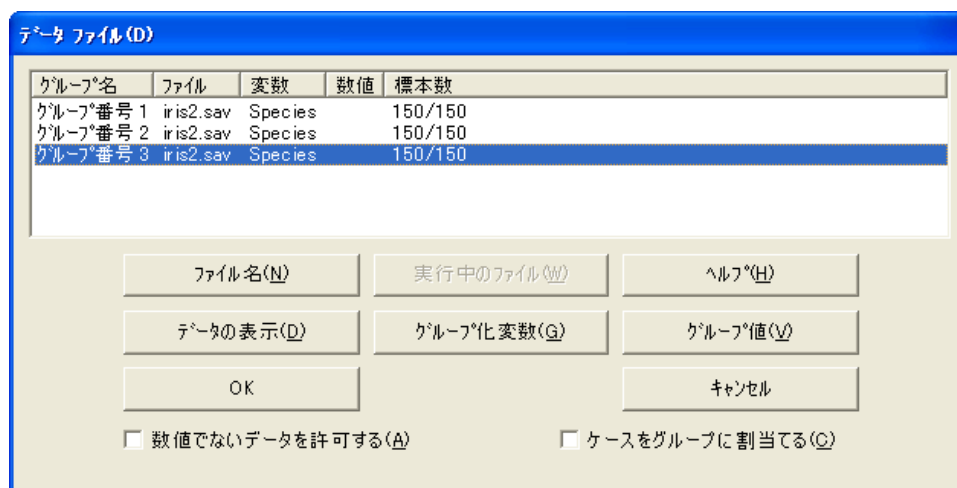 ﾃﾞｰﾀ ﾌｧｲﾙ(D)
ｸﾞﾙｰﾌﾟ名 ﾌｧｲﾙ 変数 数値 標本数
ｸﾞﾙｰﾌﾟ番号 1 iris2.sav Species 150/150
ｸﾞﾙｰﾌﾟ番号 2 iris2.sav Species 150/150
ｸﾞﾙｰﾌﾟ番号 3 iris2.sav Species 150/150
ﾌｧｲﾙ名(N) 実行中のﾌｧｲﾙ(W) ﾍﾙﾌﾟ(H)
ﾃﾞｰﾀの表示(D) ｸﾞﾙｰﾌﾟ化変数(G) ｸﾞﾙｰﾌﾟ値(V)
OK ｷｬﾝｾﾙ
数値でないデータを許可する(A) ケースをグループに割当てる(C)